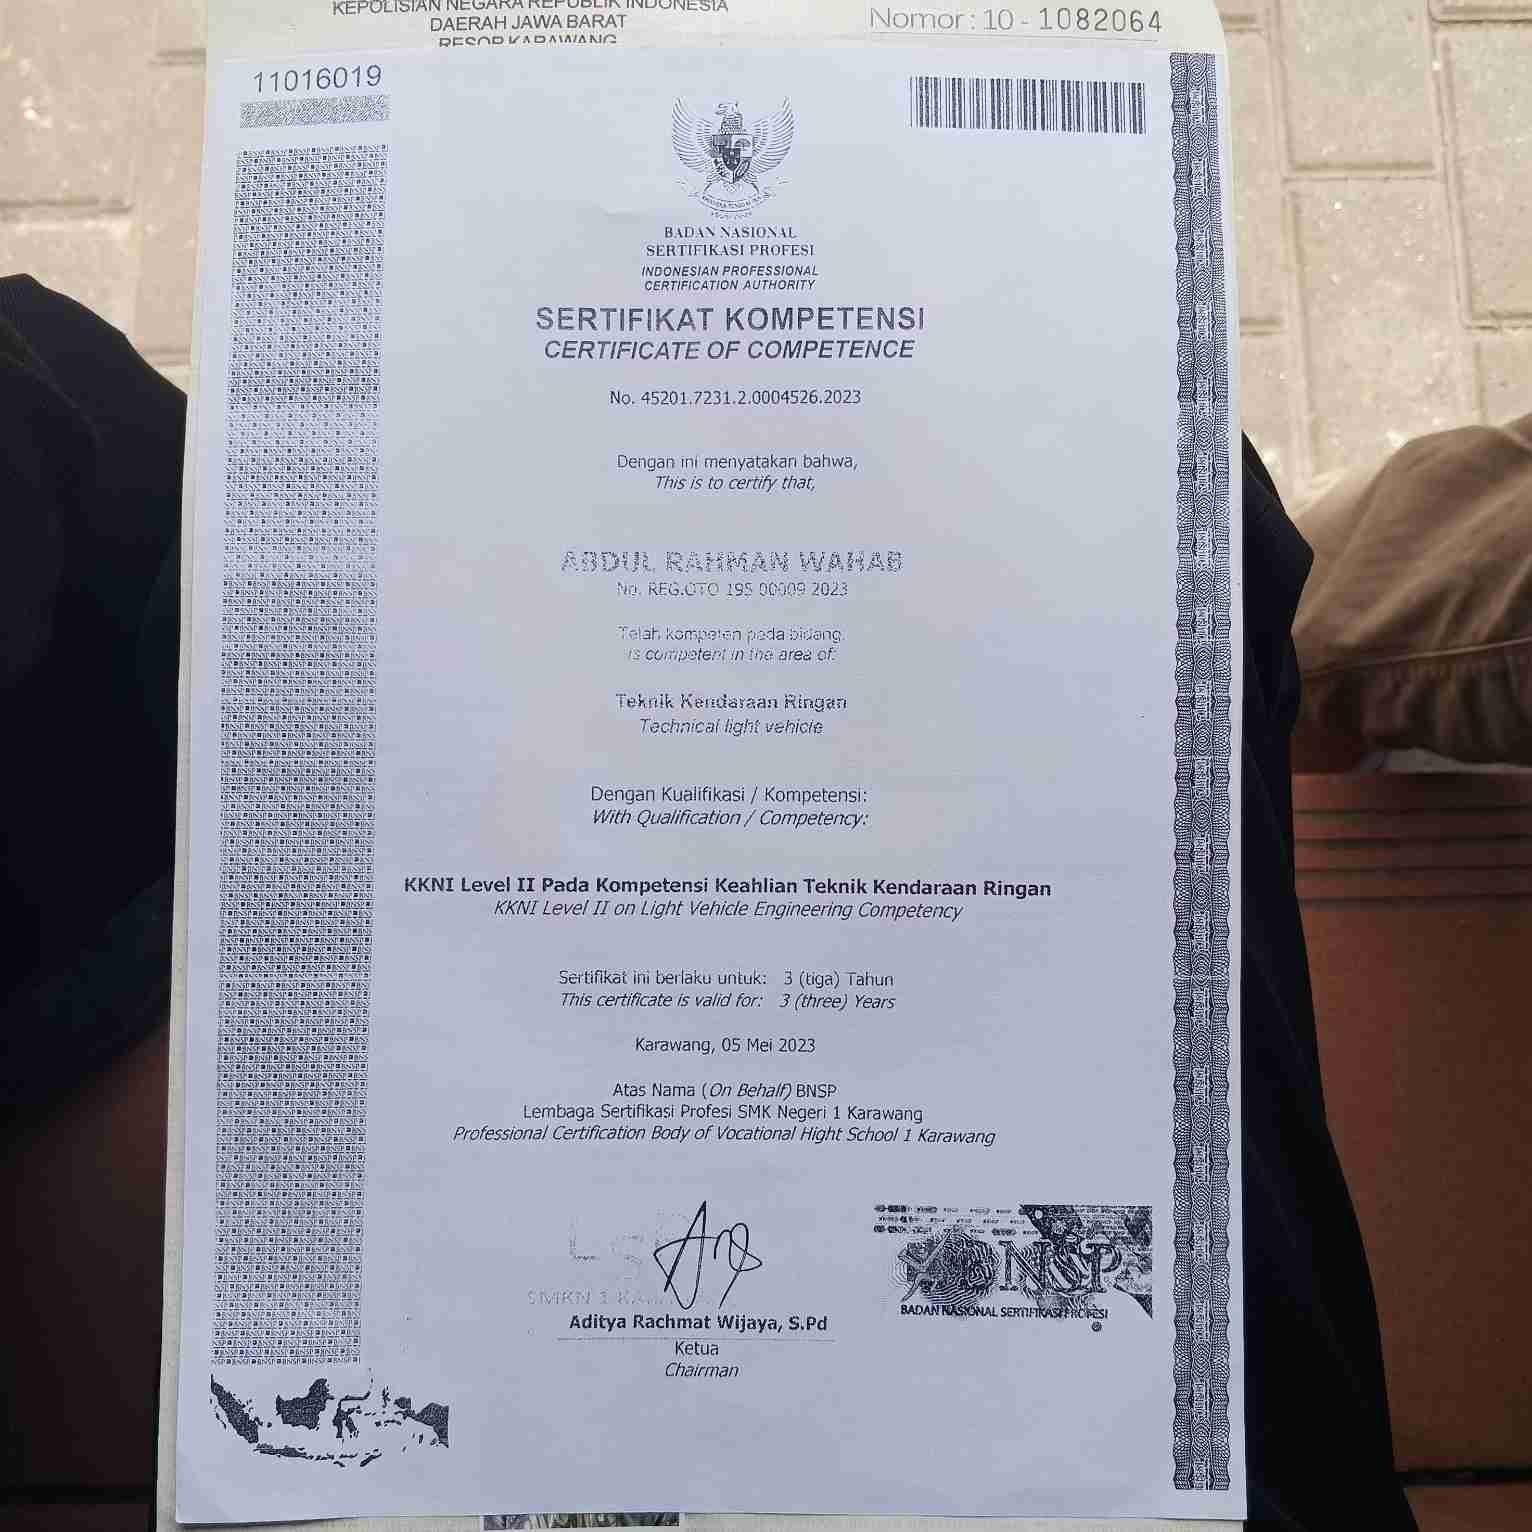 KEPOLISIAN NEGARA REPUBLIK INDONESIA
DAERAH JAWA BARAT
RESOR KARAWANG
Nomor : 10 - 1082064
11016019
BADAN NASIONAL
SERTIFIKASI PROFESI
INDONESIAN PROFESSIONAL
CERTIFICATION AUTHORITY
SERTIFIKAT KOMPETENSI
CERTIFICATE OF COMPETENCE
No. 45201.7231.2.0004526.2023
Dengan ini menyatakan bahwa,
This is to certify that,
ABDUL RAHMAN WAHAB
No. REG.OTO 195 00009 2023
Telah kompeten pada bidang:
is competent in the area of:
Teknik Kendaraan Ringan
Technical light vehicle
Dengan Kualifikasi / Kompetensi:
With Qualification / Competency:
KKNI Level II Pada Kompetensi Keahlian Teknik Kendaraan Ringan
KKNI Level II on Light Vehicle Engineering Competency
Sertifikat ini berlaku untuk: 3 (tiga) Tahun
This certificate is valid for: 3 (three) Years
Karawang, 05 Mei 2023
Atas Nama (On Behalf) BNSP
Lembaga Sertifikasi Profesi SMK Negeri 1 Karawang
Professional Certification Body of Vocational Hight School 1 Karawang
SMKN 1
Aditya Rachmat Wijaya, S.Pd
Ketua
Chairman
BNSP
BADAN NASIONAL SERTIFIKASI PROFESI